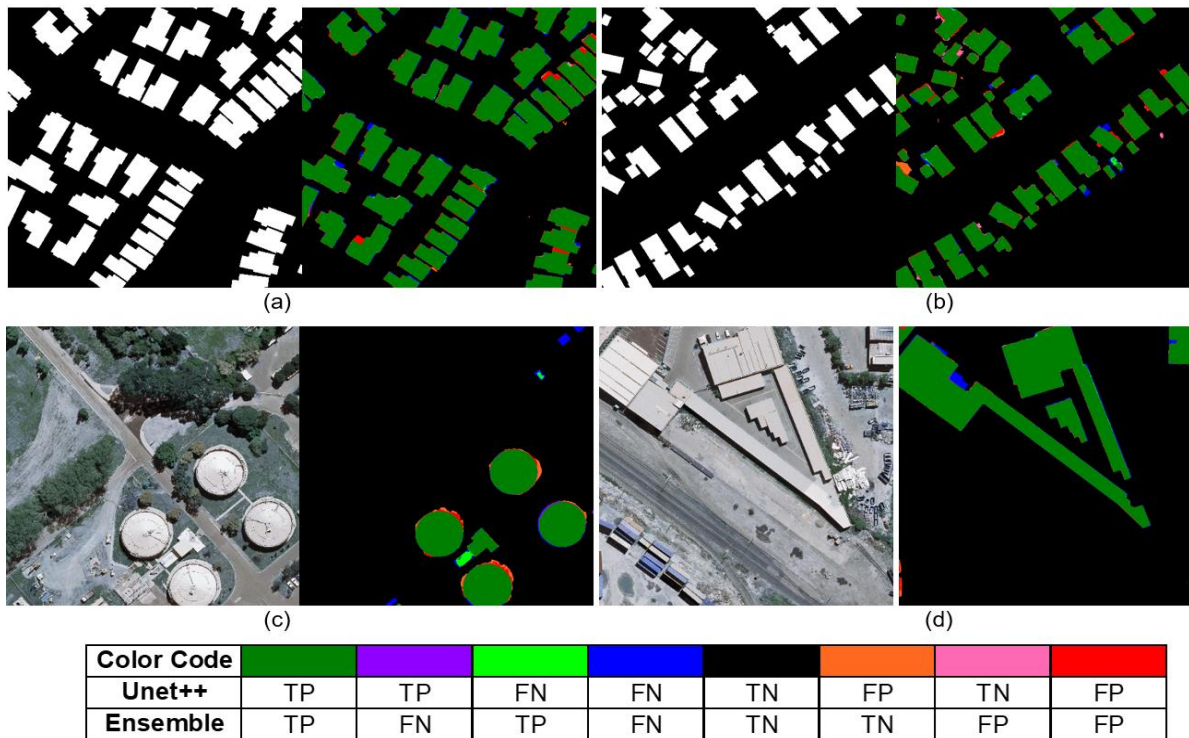 (a)
(b)
(c)
(d)
Color Code
Unet++ TP TP FN FN TN FP TN FP
Ensemble TP FN TP FN TN TN FP FP